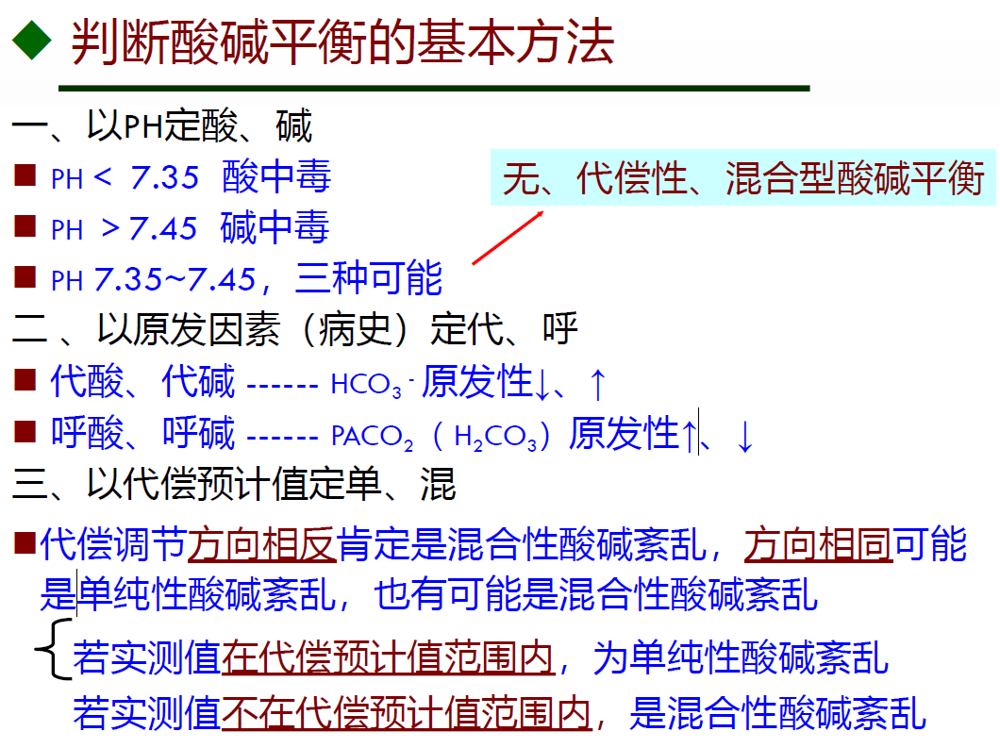 判断酸碱平衡的基本方法
一、以PH定酸、碱
PH < 7.35 酸中毒
无、代偿性、混合型酸碱平衡
PH >7.45 碱中毒
PH 7.35~7.45，三种可能
二 、以原发因素（病史）定代、呼
代酸、代碱 ------ HCO₃⁻ 原发性↓、↑
呼酸、呼碱 ------ PACO₂（ H₂CO₃）原发性↑、↓
三、以代偿预计值定单、混
代偿调节方向相反肯定是混合性酸碱紊乱，方向相同可能
是单纯性酸碱紊乱，也有可能是混合性酸碱紊乱
若实测值在代偿预计值范围内，为单纯性酸碱紊乱
若实测值不在代偿预计值范围内，是混合性酸碱紊乱